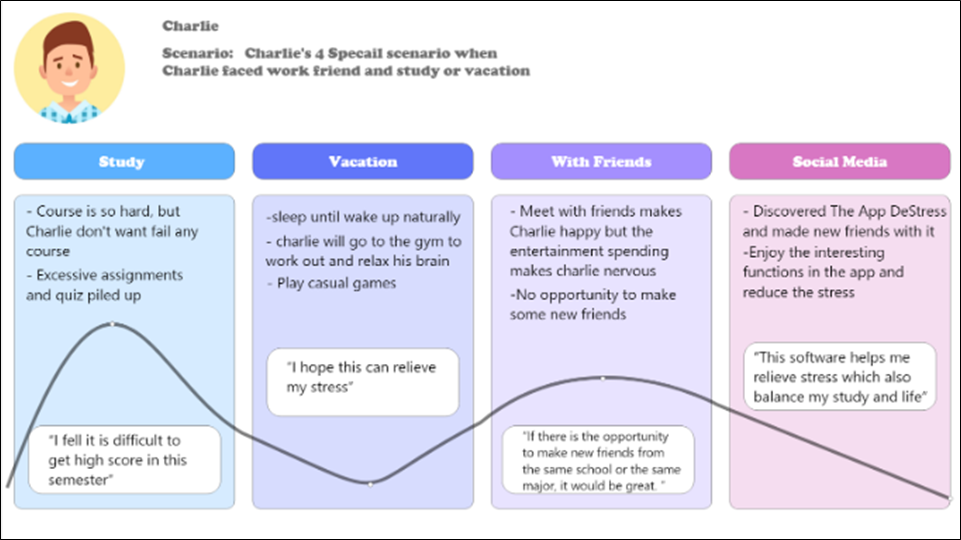 Charlie
Scenario:   Charlie's 4 Specail scenario when
Charlie faced work friend and study or vacation
Study
- Course is so hard, but
Charlie don't want fail any
course
- Excessive assignments
and quiz piled up
"I fell it is difficult to
get high score in this
semester"
Vacation
-sleep until wake up naturally
- charlie will go to the gym to
work out and relax his brain
- Play casual games
"I hope this can relieve
my stress"
With Friends
- Meet with friends makes
Charlie happy but the
entertainment spending
makes charlie nervous
-No opportunity to make
some new friends
"If there is the opportunity
to make new friends from
the same school or the same
major, it would be great. "
Social Media
- Discovered The App DeStress
and made new friends with it
-Enjoy the interesting
functions in the app and
reduce the stress
"This software helps me
relieve stress which also
balance my study and life"